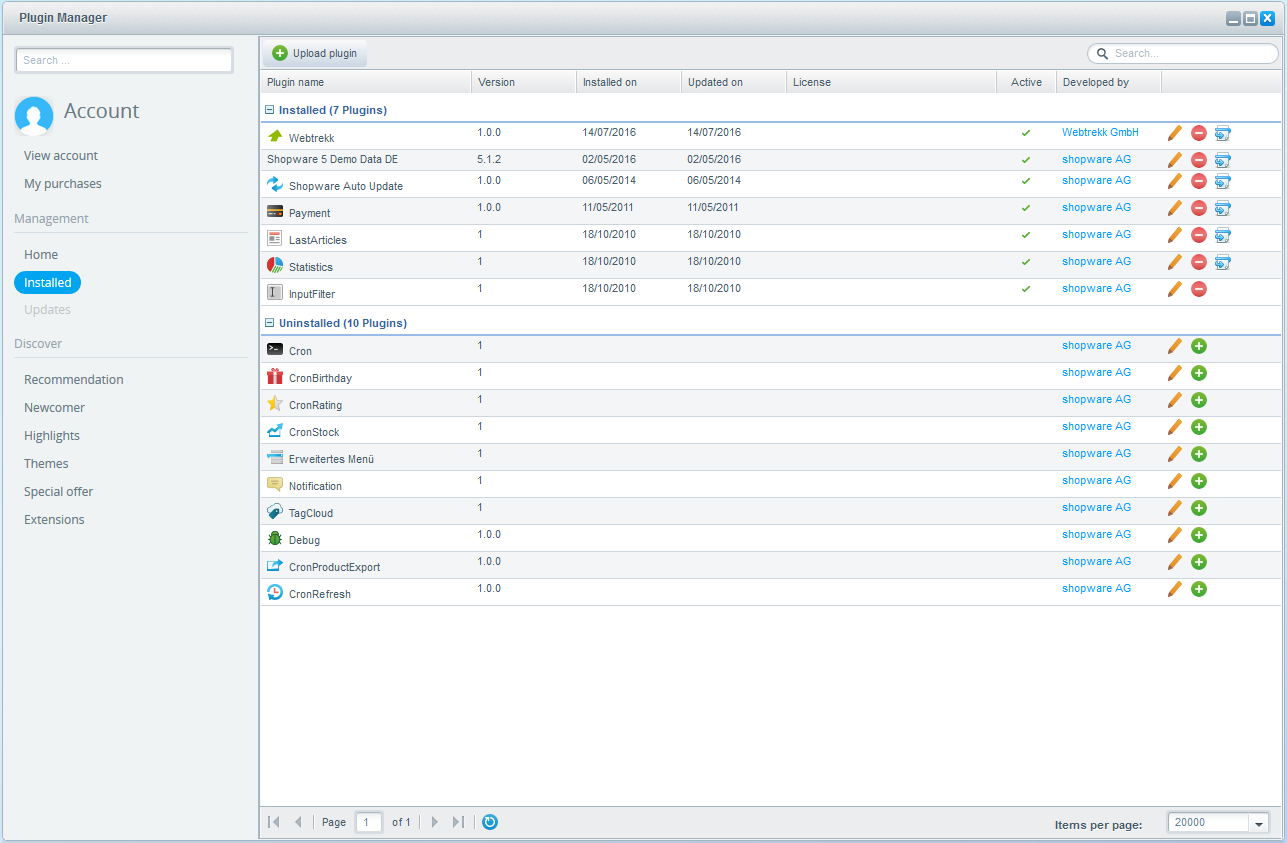 Plugin Manager
Search ...
Account
View account
My purchases
Management
Home
Installed
Updates
Discover
Recommendation
Newcomer
Highlights
Themes
Special offer
Extensions
Upload plugin
Search...
Plugin name Version Installed on Updated on License Active Developed by
Installed (7 Plugins)
Webtrekk 1.0.0 14/07/2016 14/07/2016 Webtrekk GmbH
Shopware 5 Demo Data DE 5.1.2 02/05/2016 02/05/2016 shopware AG
Shopware Auto Update 1.0.0 06/05/2014 06/05/2014 shopware AG
Payment 1.0.0 11/05/2011 11/05/2011 shopware AG
LastArticles 1 18/10/2010 18/10/2010 shopware AG
Statistics 1 18/10/2010 18/10/2010 shopware AG
InputFilter 1 18/10/2010 18/10/2010 shopware AG
Uninstalled (10 Plugins)
Cron 1 shopware AG
CronBirthday 1 shopware AG
CronRating 1 shopware AG
CronStock 1 shopware AG
Erweitertes Menü 1 shopware AG
Notification 1 shopware AG
TagCloud 1 shopware AG
Debug 1.0.0 shopware AG
CronProductExport 1.0.0 shopware AG
CronRefresh 1.0.0 shopware AG
Page 1 of 1
Items per page: 20000